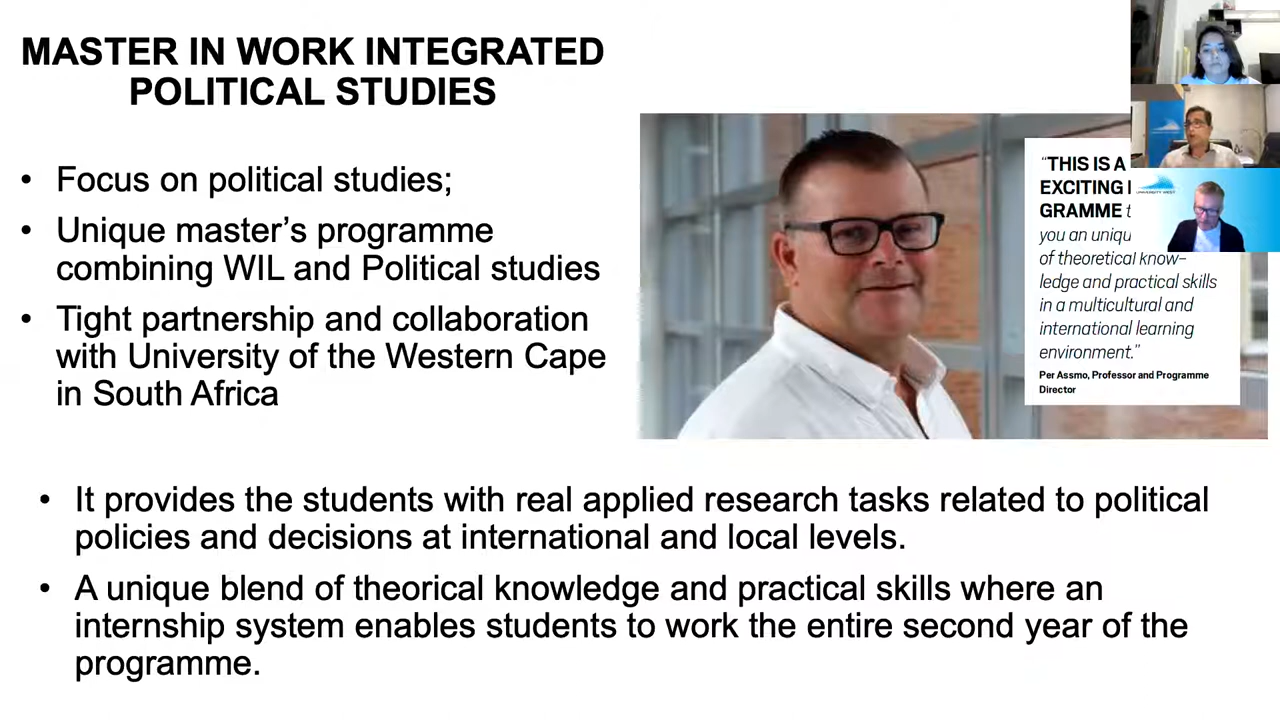 MASTER IN WORK INTEGRATED
POLITICAL STUDIES
• Focus on political studies;
• Unique master’s programme
combining WIL and Political studies
• Tight partnership and collaboration
with University of the Western Cape
in South Africa
“THIS IS A
EXCITING
GRAMME
you an
of theoretical know–
ledge and practical skills
in a multicultural and
international learning
environment.”
Per Assmo, Professor and Programme
Director
UNIVERSITY WEST
• It provides the students with real applied research tasks related to political
policies and decisions at international and local levels.
• A unique blend of theorical knowledge and practical skills where an
internship system enables students to work the entire second year of the
programme.